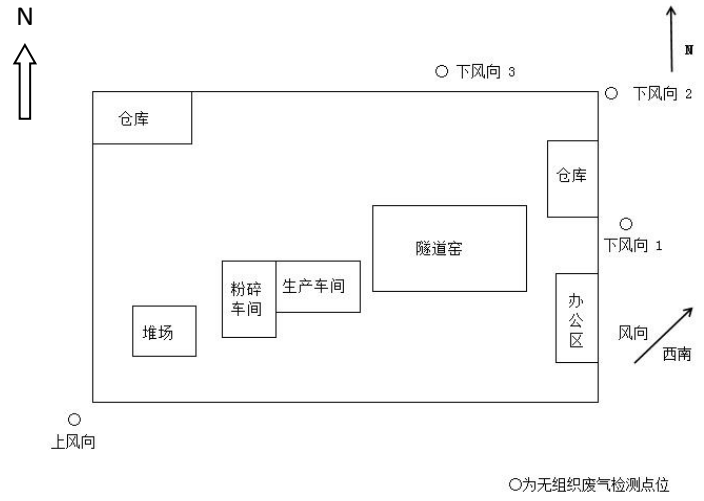 N
N
下风向 3
下风向 2
仓库
仓库
下风向 1
隧道窑
粉碎
车间
生产车间
堆场
办
公
区
风向
西南
上风向
○为无组织废气检测点位